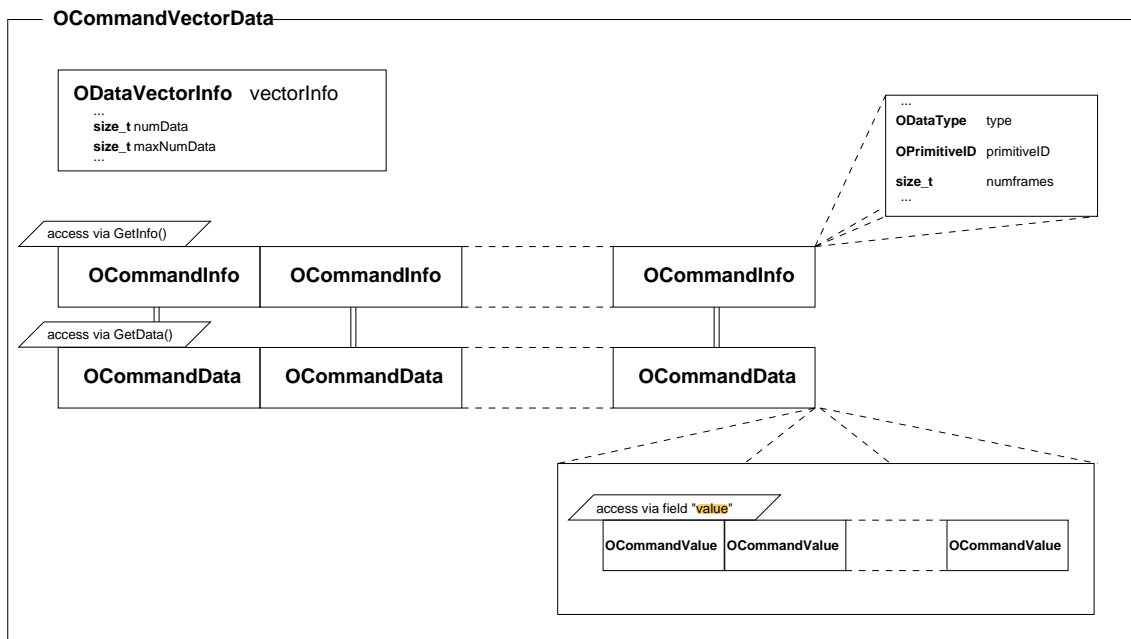 OCommandVectorData
ODataVectorInfo vectorInfo
...
size_t numData
size_t maxNumData
...
...
ODataType type
OPrimitiveID primitiveID
size_t numframes
...
access via GetInfo()
OCommandInfo OCommandInfo OCommandInfo
access via GetData()
OCommandData OCommandData OCommandData
access via field "value"
OCommandValue OCommandValue OCommandValue